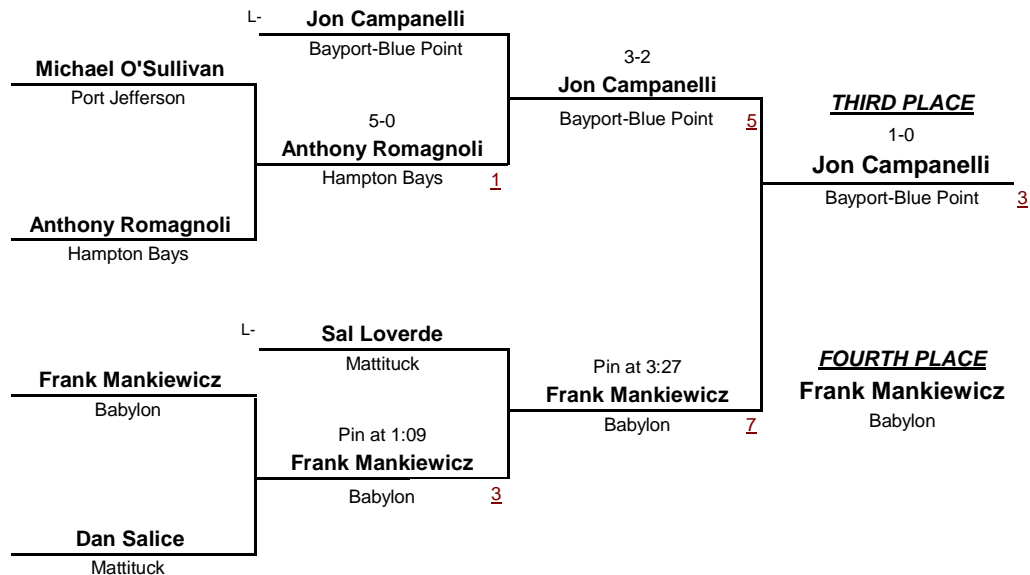 L- Jon Campanelli
Bayport-Blue Point
3-2
Michael O'Sullivan
Jon Campanelli
Port Jefferson
Bayport-Blue Point 5
THIRD PLACE
5-0
1-0
Anthony Romagnoli
Jon Campanelli
Hampton Bays 1
Bayport-Blue Point 3
Anthony Romagnoli
Hampton Bays
L- Sal Loverde
Mattituck
Pin at 3:27
FOURTH PLACE
Frank Mankiewicz
Frank Mankiewicz
Frank Mankiewicz
Babylon
Babylon 7
Babylon
Pin at 1:09
Frank Mankiewicz
Babylon 3
Dan Salice
Mattituck